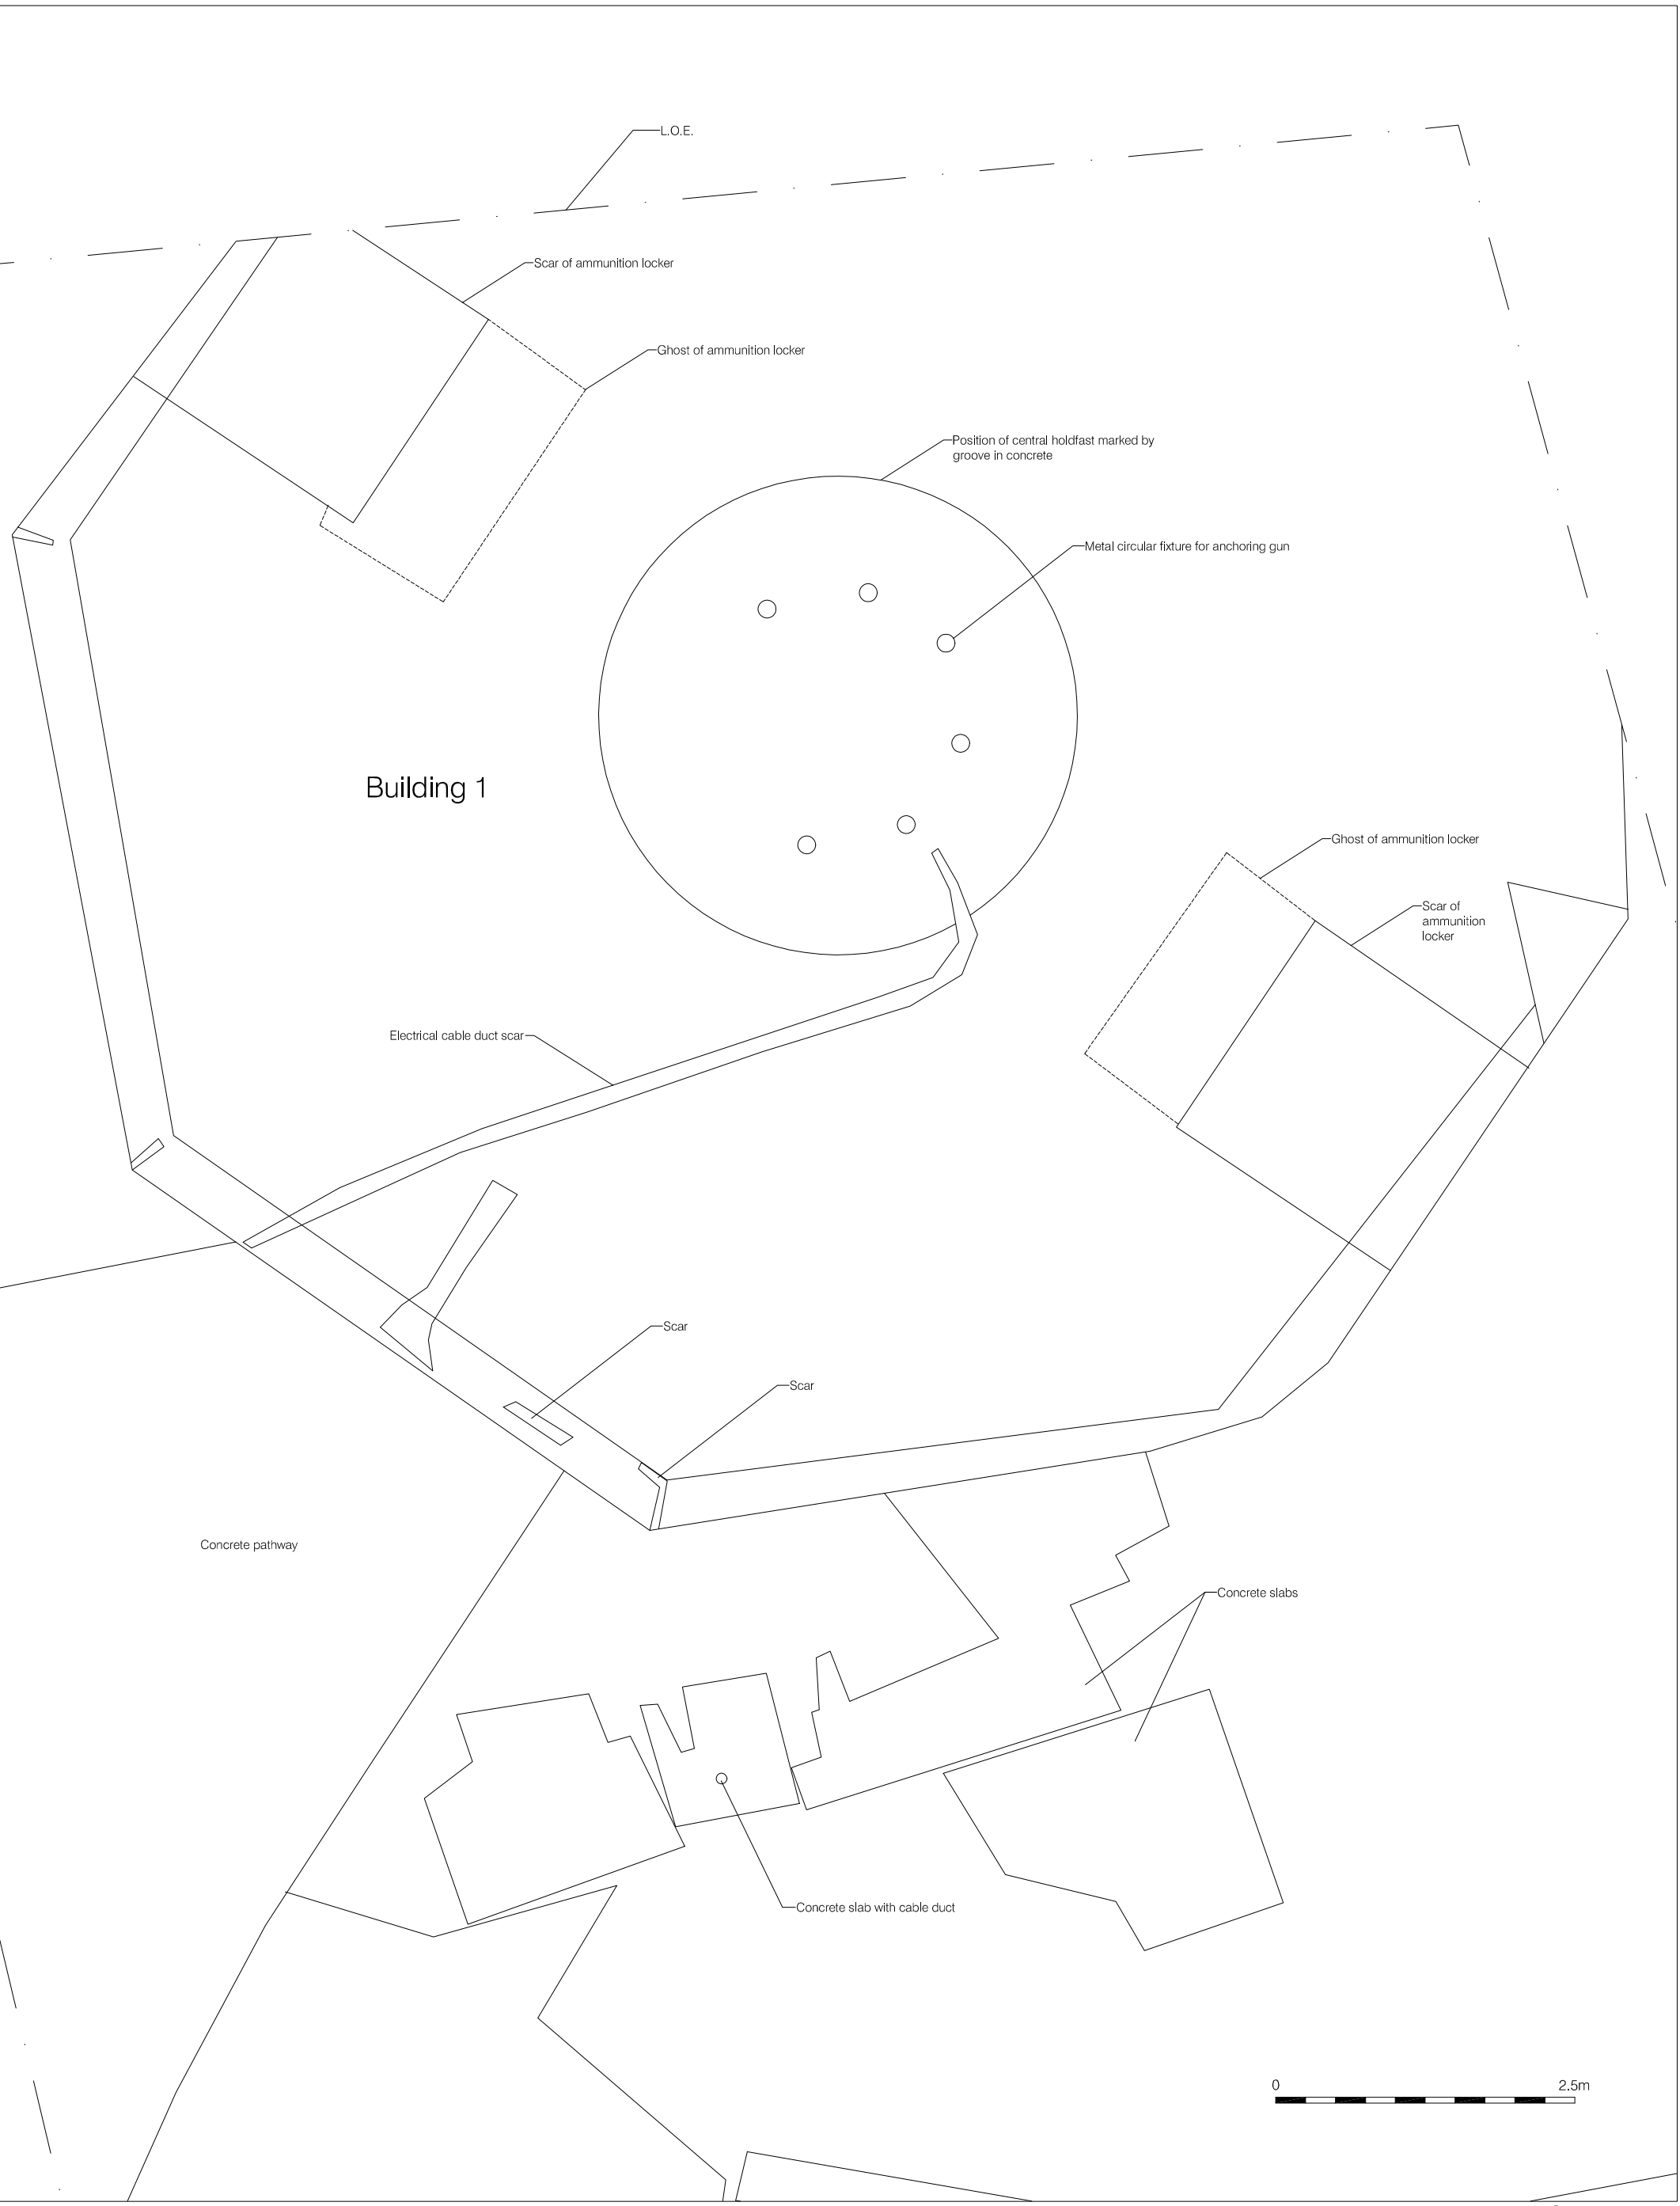 L.O.E.
Scar of ammunition locker
Ghost of ammunition locker
Position of central holdfast marked by
groove in concrete
Metal circular fixture for anchoring gun
Building 1
Ghost of ammunition locker
Scar of
ammunition
locker
Electrical cable duct scar
Scar
Scar
Concrete pathway
Concrete slabs
Concrete slab with cable duct
0 2.5m